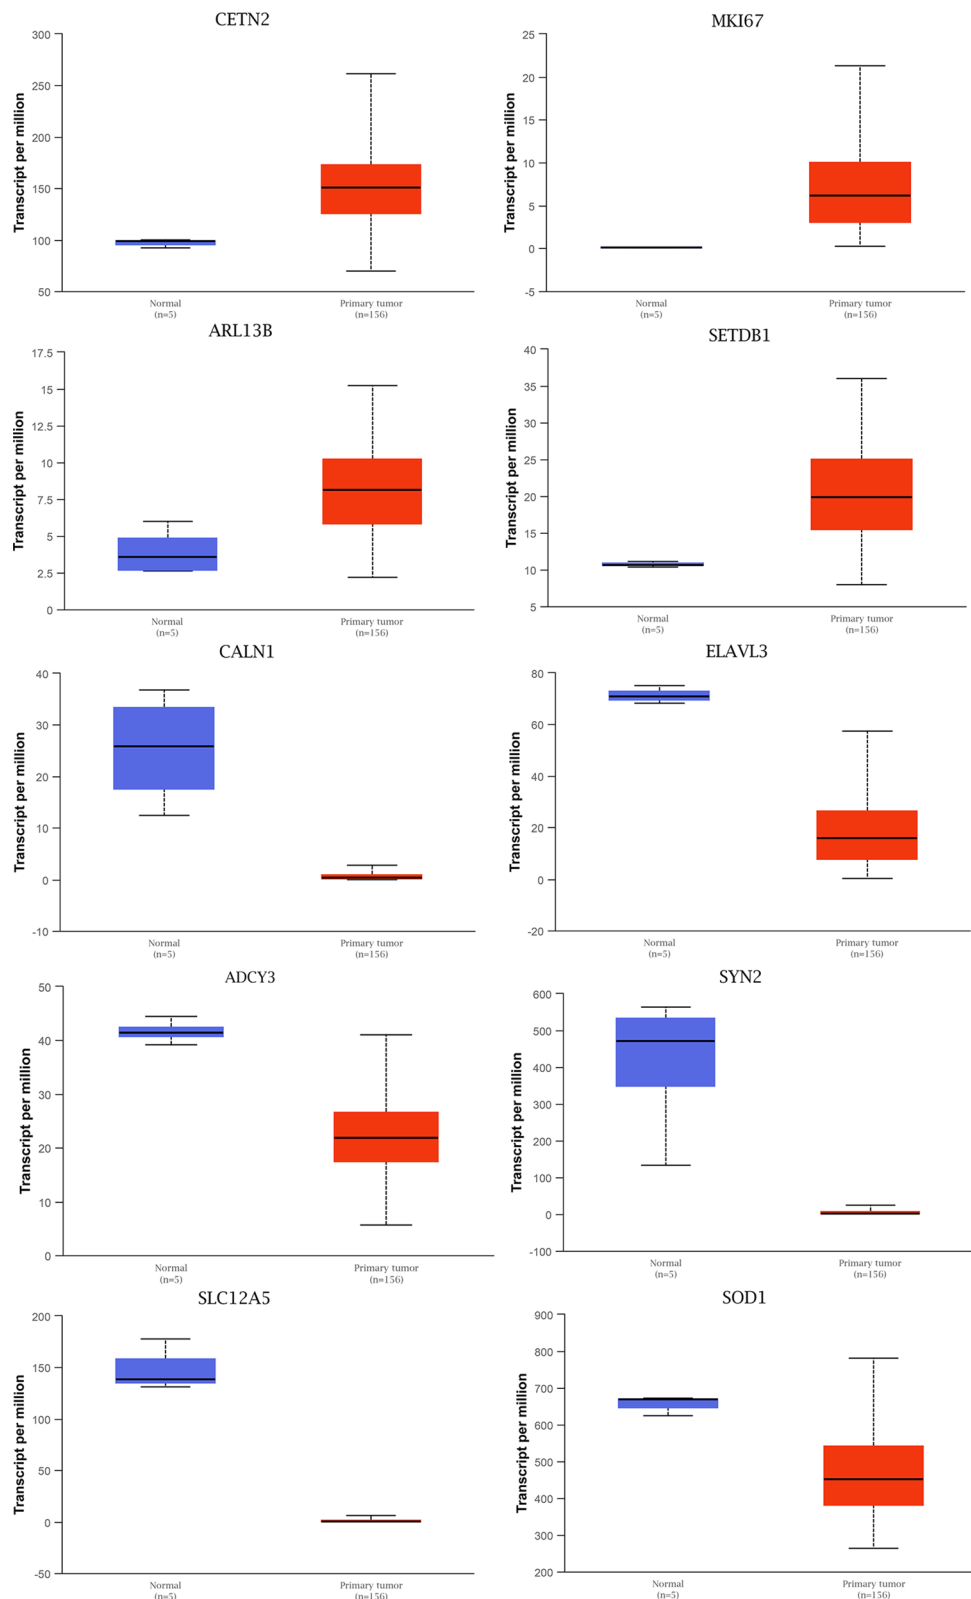 CETN2
Transcript per million
300
250
200
150
100
50
Normal
(n=5)
Primary tumor
(n=156)
MKI67
Transcript per million
25
20
15
10
5
0
-5
Normal
(n=5)
Primary tumor
(n=156)
ARL13B
Transcript per million
17.5
15
12.5
10
7.5
5
2.5
0
Normal
(n=5)
Primary tumor
(n=156)
SETDB1
Transcript per million
40
35
30
25
20
15
10
5
Normal
(n=5)
Primary tumor
(n=156)
CALN1
Transcript per million
40
30
20
10
0
-10
Normal
(n=5)
Primary tumor
(n=156)
ELAVL3
Transcript per million
80
60
40
20
0
-20
Normal
(n=5)
Primary tumor
(n=156)
ADCY3
Transcript per million
50
40
30
20
10
0
Normal
(n=5)
Primary tumor
(n=156)
SYN2
Transcript per million
600
500
400
300
200
100
0
-100
Normal
(n=5)
Primary tumor
(n=156)
SLC12A5
Transcript per million
200
150
100
50
0
-50
Normal
(n=5)
Primary tumor
(n=156)
SOD1
Transcript per million
900
800
700
600
500
400
300
200
Normal
(n=5)
Primary tumor
(n=156)